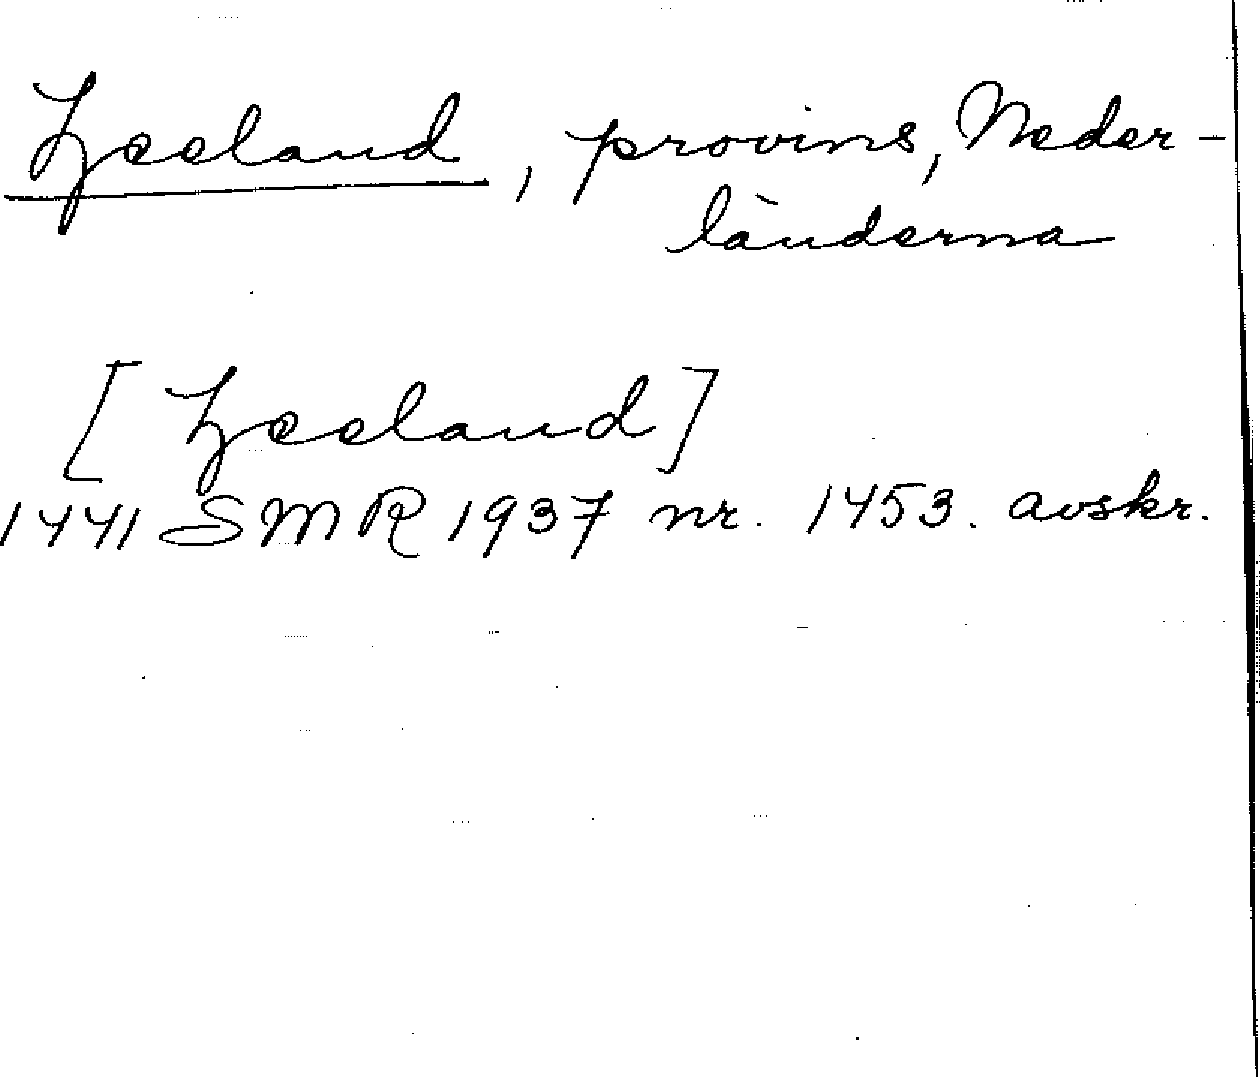 Zeeland, provins, Neder-
länderna
[Zeeland]
1441 SMR 1937 nr. 1453. avskr.